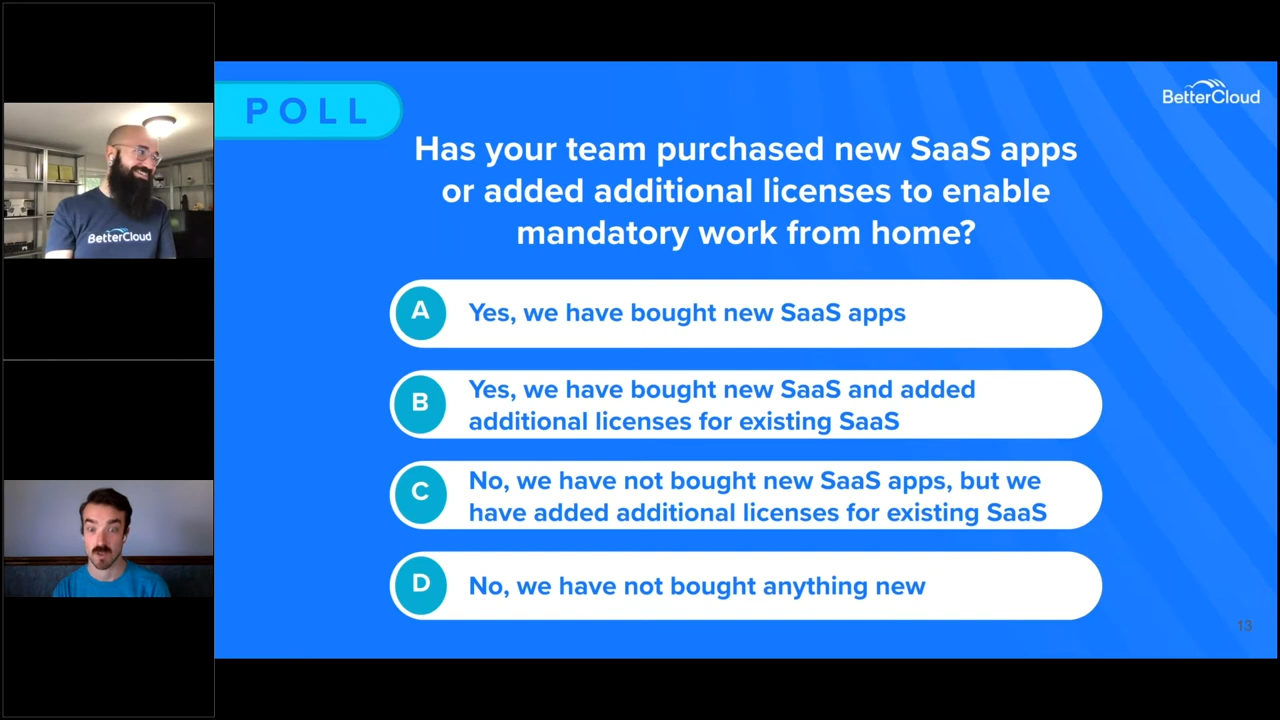 POLL
BetterCloud
Has your team purchased new SaaS apps
or added additional licenses to enable
mandatory work from home?
A
Yes, we have bought new SaaS apps
B
Yes, we have bought new SaaS and added
additional licenses for existing SaaS
C
No, we have not bought new SaaS apps, but we
have added additional licenses for existing SaaS
D
No, we have not bought anything new
13
BetterCloud